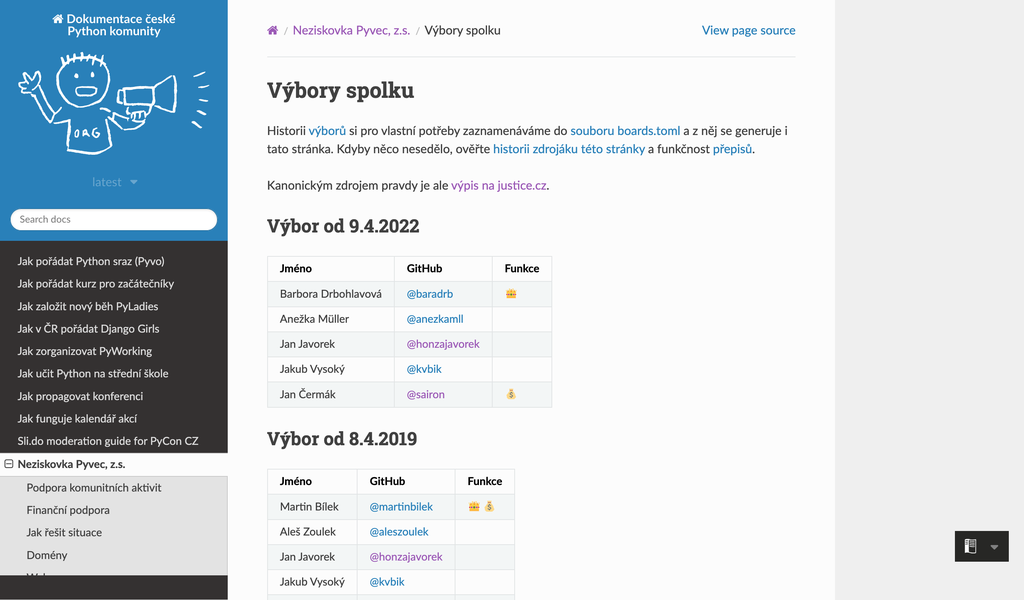 Dokumentace české
Python komunity
ORG
latest
Search docs
Jak pořádat Python sraz (Pyvo)
Jak pořádat kurz pro začátečníky
Jak založit nový běh PyLadies
Jak v ČR pořádat Django Girls
Jak zorganizovat PyWorking
Jak učit Python na střední škole
Jak propagovat konferenci
Jak funguje kalendář akcí
Sli.do moderation guide for PyCon CZ
Neziskovka Pyvec, z.s.
Podpora komunitních aktivit
Finanční podpora
Jak řešit situace
Domény
/ Neziskovka Pyvec, z.s. / Výbory spolku
View page source
Výbory spolku
Historii výborů si pro vlastní potřeby zaznamenáváme do souboru boards.toml a z něj se generuje i
tato stránka. Kdyby něco nesedělo, ověřte historii zdrojáku této stránky a funkčnost přepisů.
Kanonickým zdrojem pravdy je ale výpis na justice.cz.
Výbor od 9.4.2022
Jméno GitHub Funkce
Barbora Drbohlavová @baradrb
Anežka Müller @anezkamll
Jan Javorek @honzajavorek
Jakub Vysoký @kvbik
Jan Čermák @sairon
Výbor od 8.4.2019
Jméno GitHub Funkce
Martin Bílek @martinbilek
Aleš Zoulek @aleszoulek
Jan Javorek @honzajavorek
Jakub Vysoký @kvbik